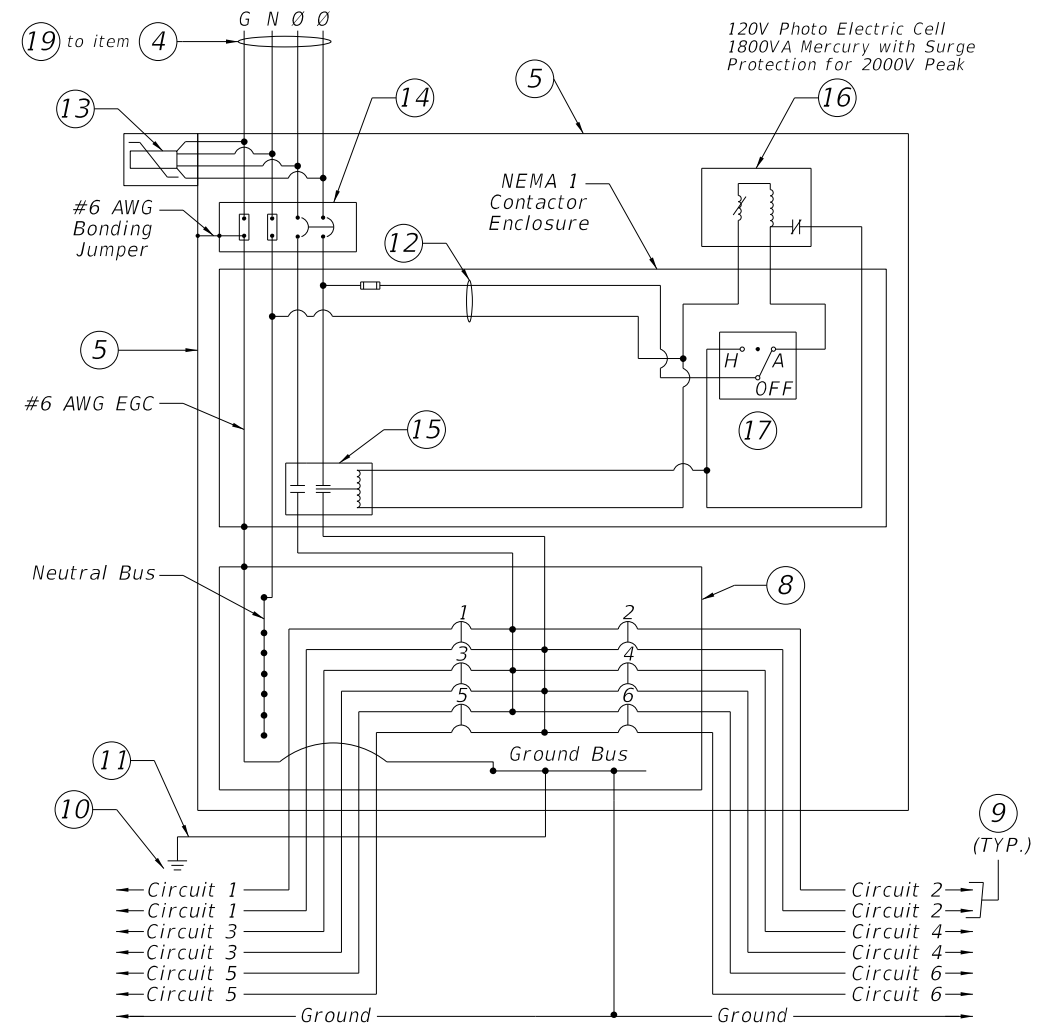 G N Ø Ø
19 to item 4
120V Photo Electric Cell
1800VA Mercury with Surge
Protection for 2000V Peak
5
13
14
16
#6 AWG
Bonding
Jumper
NEMA 1
Contactor
Enclosure
12
5
H A
OFF
#6 AWG EGC
15
17
Neutral Bus
8
1 2
3 4
5 6
Ground Bus
11
10
9
(TYP.)
Circuit 1 Circuit 2
Circuit 1 Circuit 2
Circuit 3 Circuit 4
Circuit 3 Circuit 4
Circuit 5 Circuit 6
Circuit 5 Circuit 6
Ground Ground